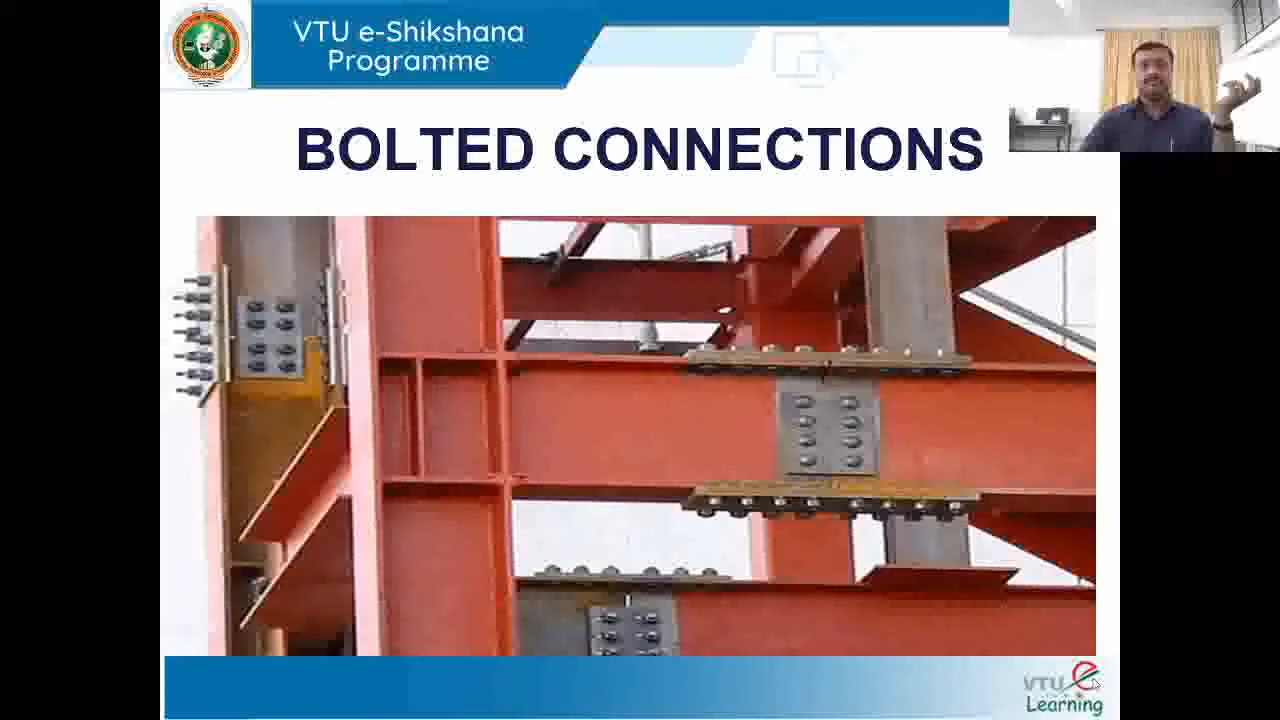 VTU e-Shikshana
Programme
BOLTED CONNECTIONS
VTU e
Learning